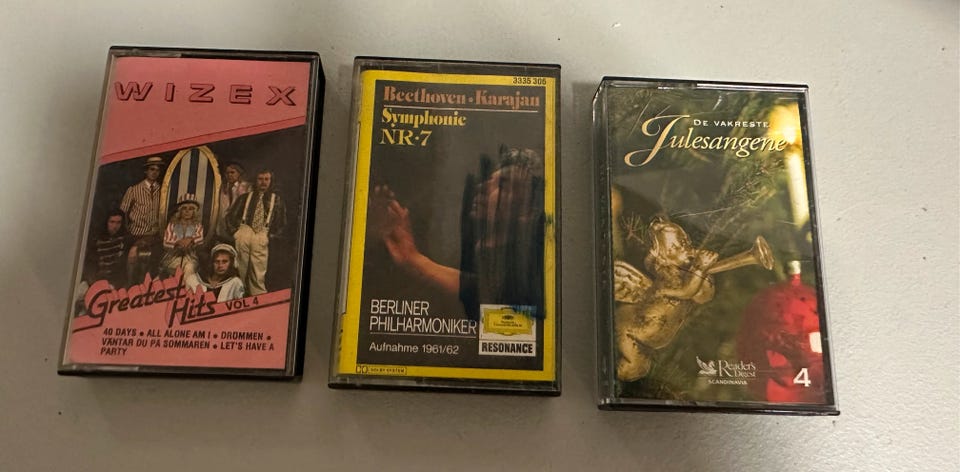 WIZEX
Greatest
Hits VOL 4
40 DAYS • ALL ALONE AM I • DRÖMMEN •
VÄNTAR DU PÅ SOMMAREN • LET'S HAVE A
PARTY
3335 305
Beethoven · Karajan
Symphonie
NR·7
BERLINER
PHILHARMONIKER
Aufnahme 1961/62
RESONANCE
DOLBY SYSTEM
DE VAKRESTE
Julesangene
Reader's
Digest
SCANDINAVIA
4